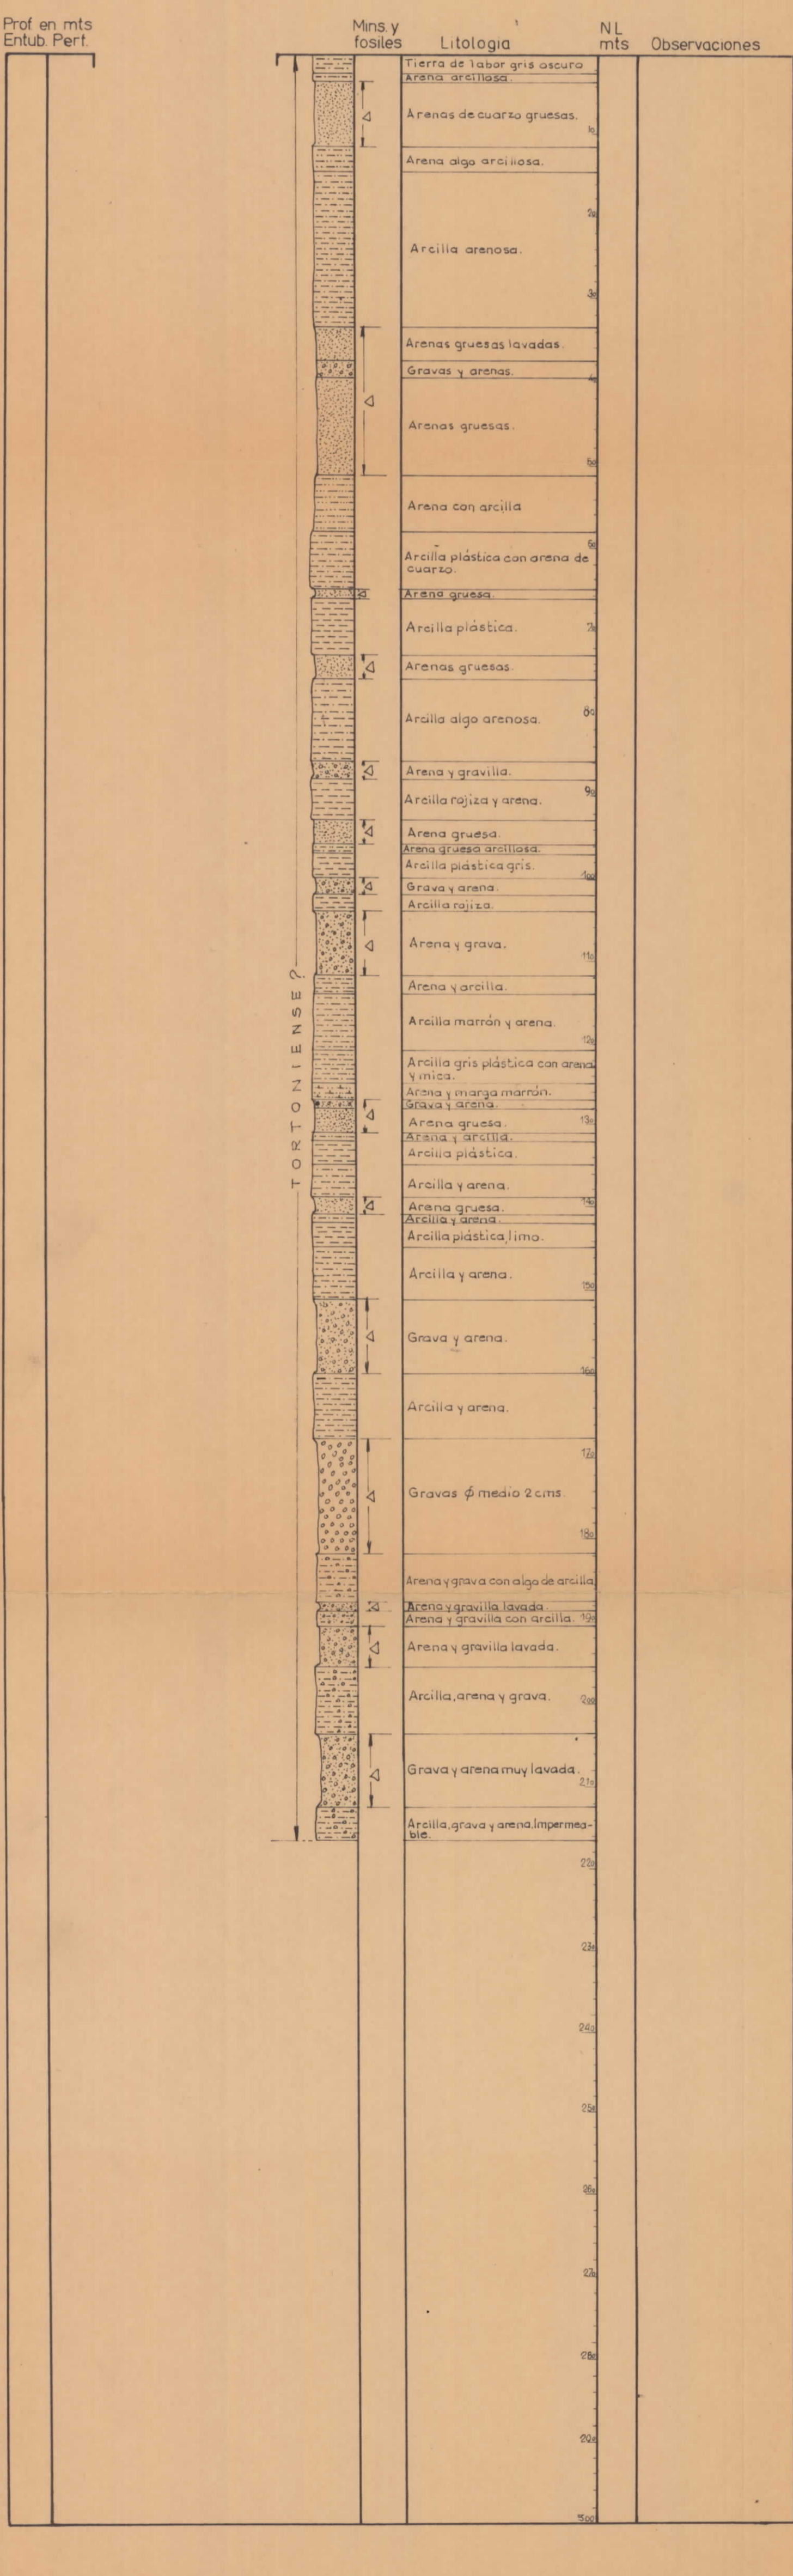 Prof en mts
Entub. Perf.
Mins. y
fosiles
Litologia
NL
mts
Observaciones
Tierra de labor gris oscuro
Arena arcillosa.
Arenas de cuarzo gruesas.
10
Arena algo arcillosa.
20
Arcilla arenosa.
30
Arenas gruesas lavadas.
Gravas y arenas.
40
Arenas gruesas.
50
Arena con arcilla
60
Arcilla plástica con arena de
cuarzo.
Arena gruesa.
Arcilla plástica.
70
Arenas gruesas.
Arcilla algo arenosa.
80
Arena y gravilla.
90
Arcilla rojiza y arena.
Arena gruesa.
Arena gruesa arcillosa.
Arcilla plástica gris.
100
Grava y arena.
Arcilla rojiza.
Arena y grava.
110
TORTONIENSE?
Arena y arcilla.
Arcilla marrón y arena.
120
Arcilla gris plástica con arena
y mica.
Arena y marga marrón.
Grava y arena.
Arena gruesa.
130
Arena y arcilla.
Arcilla plástica.
Arcilla y arena.
140
Arena gruesa.
Arcilla y arena.
Arcilla plástica, limo.
Arcilla y arena.
150
Grava y arena.
160
Arcilla y arena.
170
Gravas ϕ medio 2 cms.
180
Arena y grava con algo de arcilla
Arena y gravilla lavada.
Arena y gravilla con arcilla. 190
Arena y gravilla lavada.
Arcilla, arena y grava. 200
Grava y arena muy lavada.
210
Arcilla, grava y arena, Impermea-
ble.
220
230
240
250
260
270
280
290
300